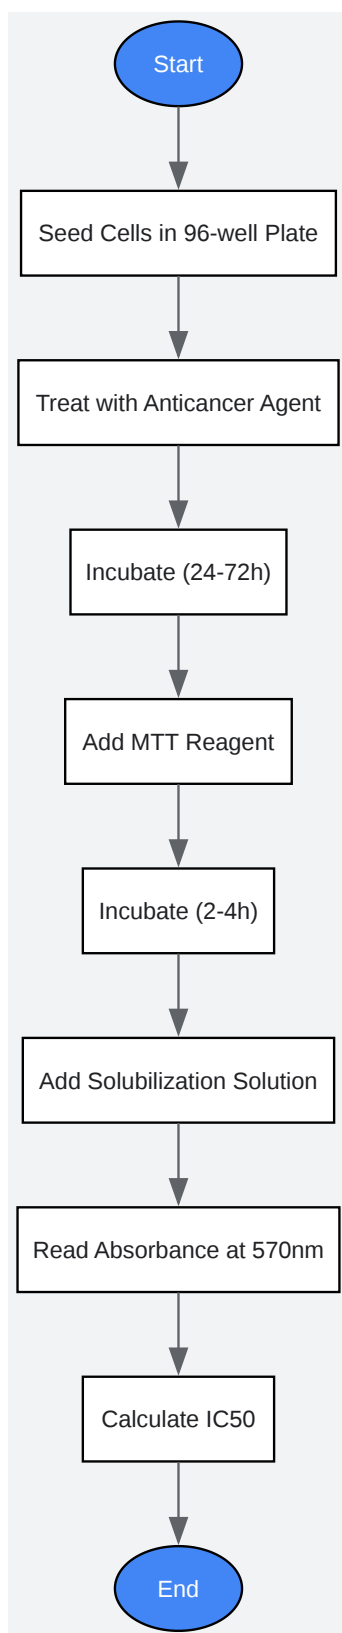 Start
Seed Cells in 96-well Plate
Treat with Anticancer Agent
Incubate (24-72h)
Add MTT Reagent
Incubate (2-4h)
Add Solubilization Solution
Read Absorbance at 570nm
Calculate IC50
End